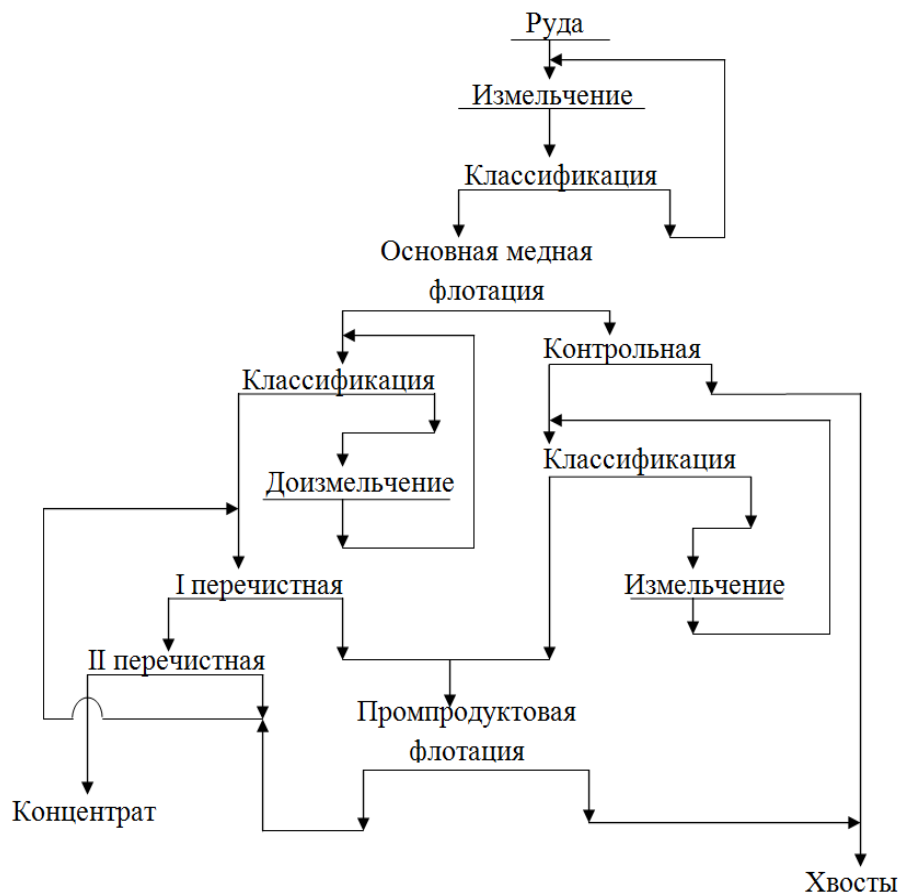 Руда
Измельчение
Классификация
Основная медная
флотация
Контрольная
Классификация
Классификация
Доизмельчение
I перечистная
Измельчение
II перечистная
Промпродуктовая
флотация
Концентрат
Хвосты